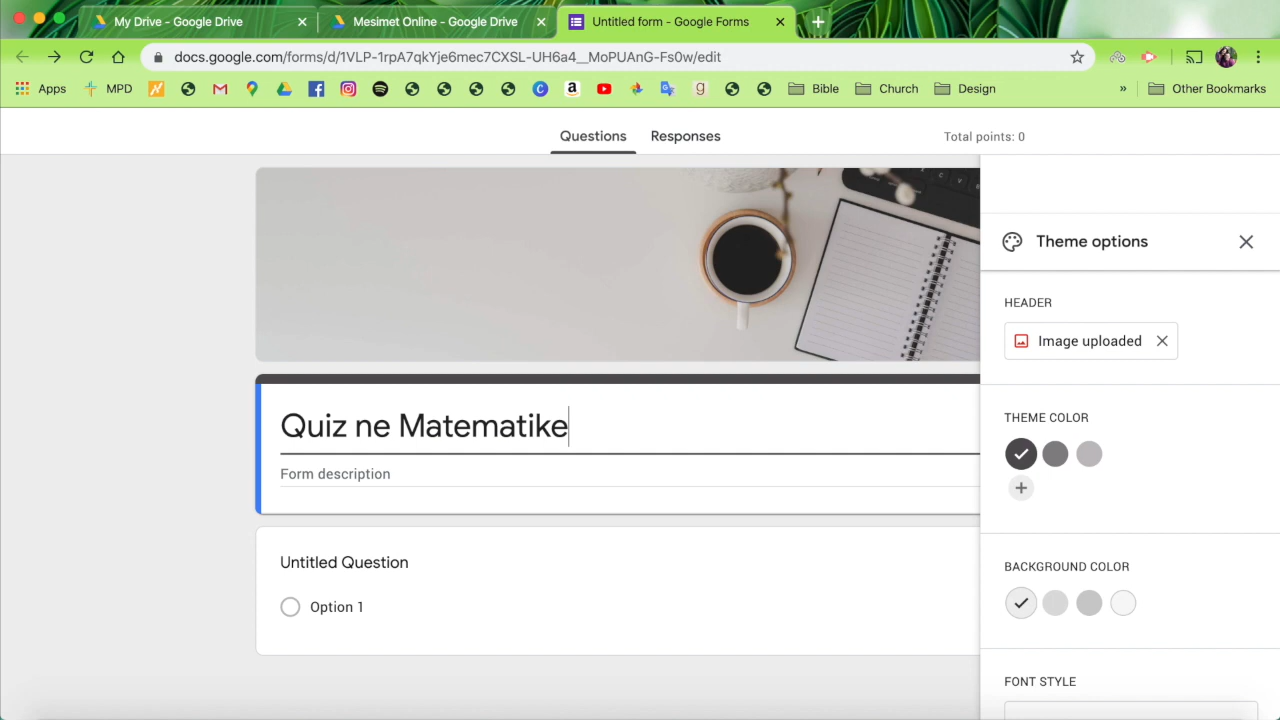 My Drive - Google Drive
Mesimet Online - Google Drive
Untitled form - Google Forms
docs.google.com/forms/d/1VLP-1rpA7qkYje6mec7CXSL-UH6a4__MoPUAnG-Fs0w/edit
Apps MPD Bible Church Design » Other Bookmarks
Questions Responses Total points: 0
Theme options
HEADER
Image uploaded
THEME COLOR
BACKGROUND COLOR
FONT STYLE
Quiz ne Matematike
Form description
Untitled Question
Option 1